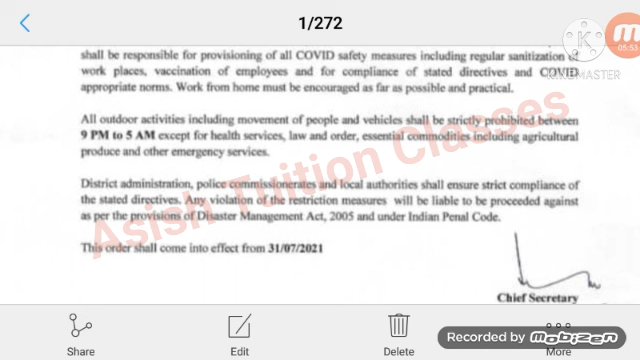 1/272
05:53
KINEMASTER
shall be responsible for provisioning of all COVID safety measures including regular sanitization of
work places, vaccination of employees and for compliance of stated directives and COVID
appropriate norms. Work from home must be encouraged as far as possible and practical.
All outdoor activities including movement of people and vehicles shall be strictly prohibited between
9 PM to 5 AM except for health services, law and order, essential commodities including agricultural
produce and other emergency services.
District administration, police commissionerates and local authorities shall ensure strict compliance of
the stated directives. Any violation of the restriction measures will be liable to be proceeded against
as per the provisions of Disaster Management Act, 2005 and under Indian Penal Code.
This order shall come into effect from 31/07/2021
Chief Secretary
Asish Tuition Classes
Recorded by Mobizen
Share
Edit
Delete
More